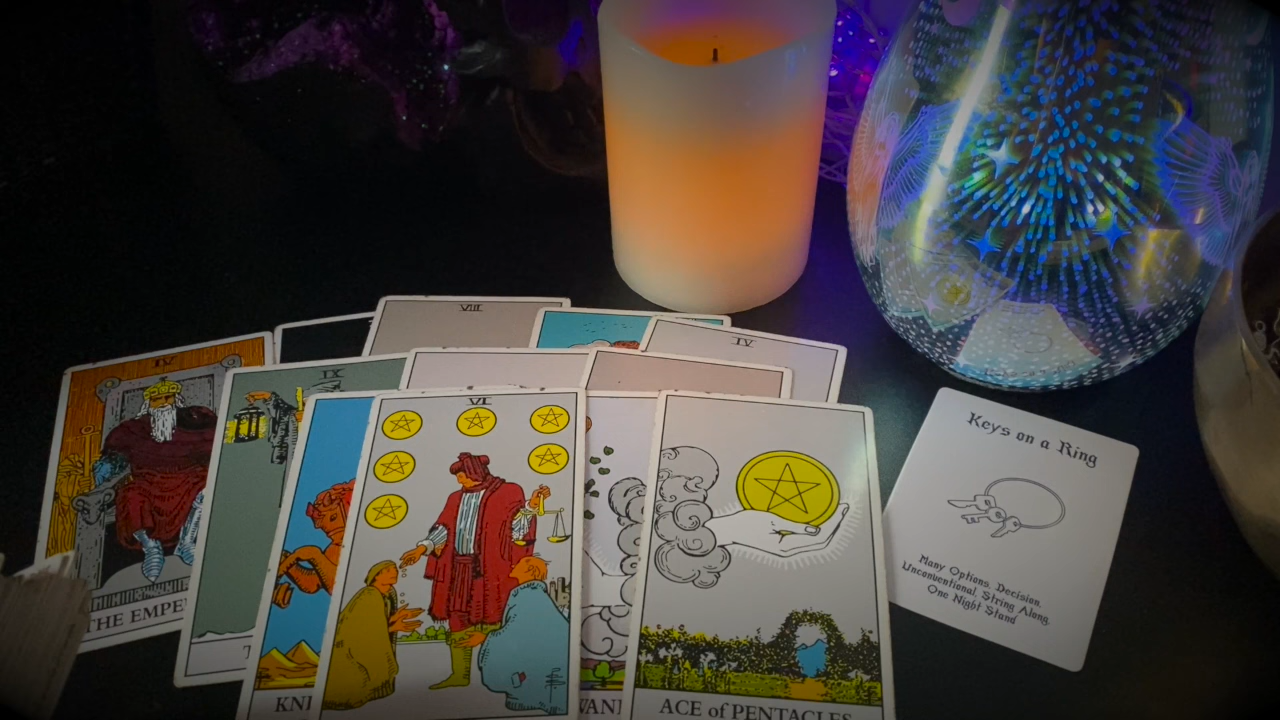 VIII
IV
IV
IX
VI
Keys on a Ring
Many Options, Decision,
Unconventional, String Along,
One Night Stand
THE EMPE
T
KNI
WAN
ACE of PENTACLES